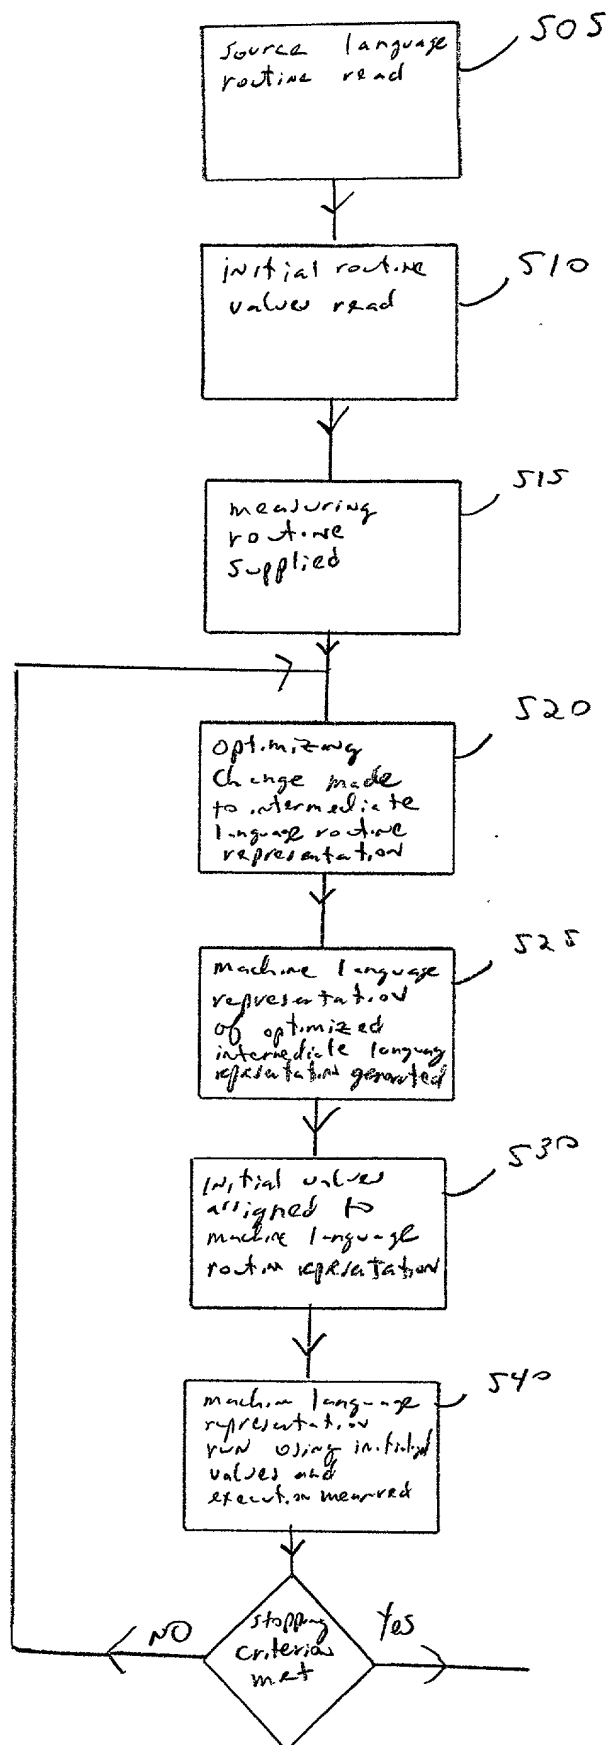 source language
routine read
505
initial routine
values read
510
measuring
routine
supplied
515
optimizing
change made
to intermediate
language routine
representation
520
machine language
representation
of optimized
intermediate language
representation generated
525
initial values
assigned to
machine language
routine representation
530
machine language
representation
run using initial
values and
execution measured
540
stopping
criterion
met
NO
Yes